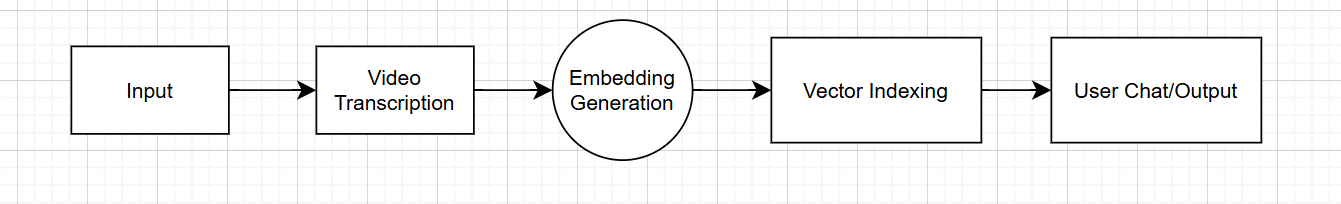 Input
Video
Transcription
Embedding
Generation
Vector Indexing
User Chat/Output